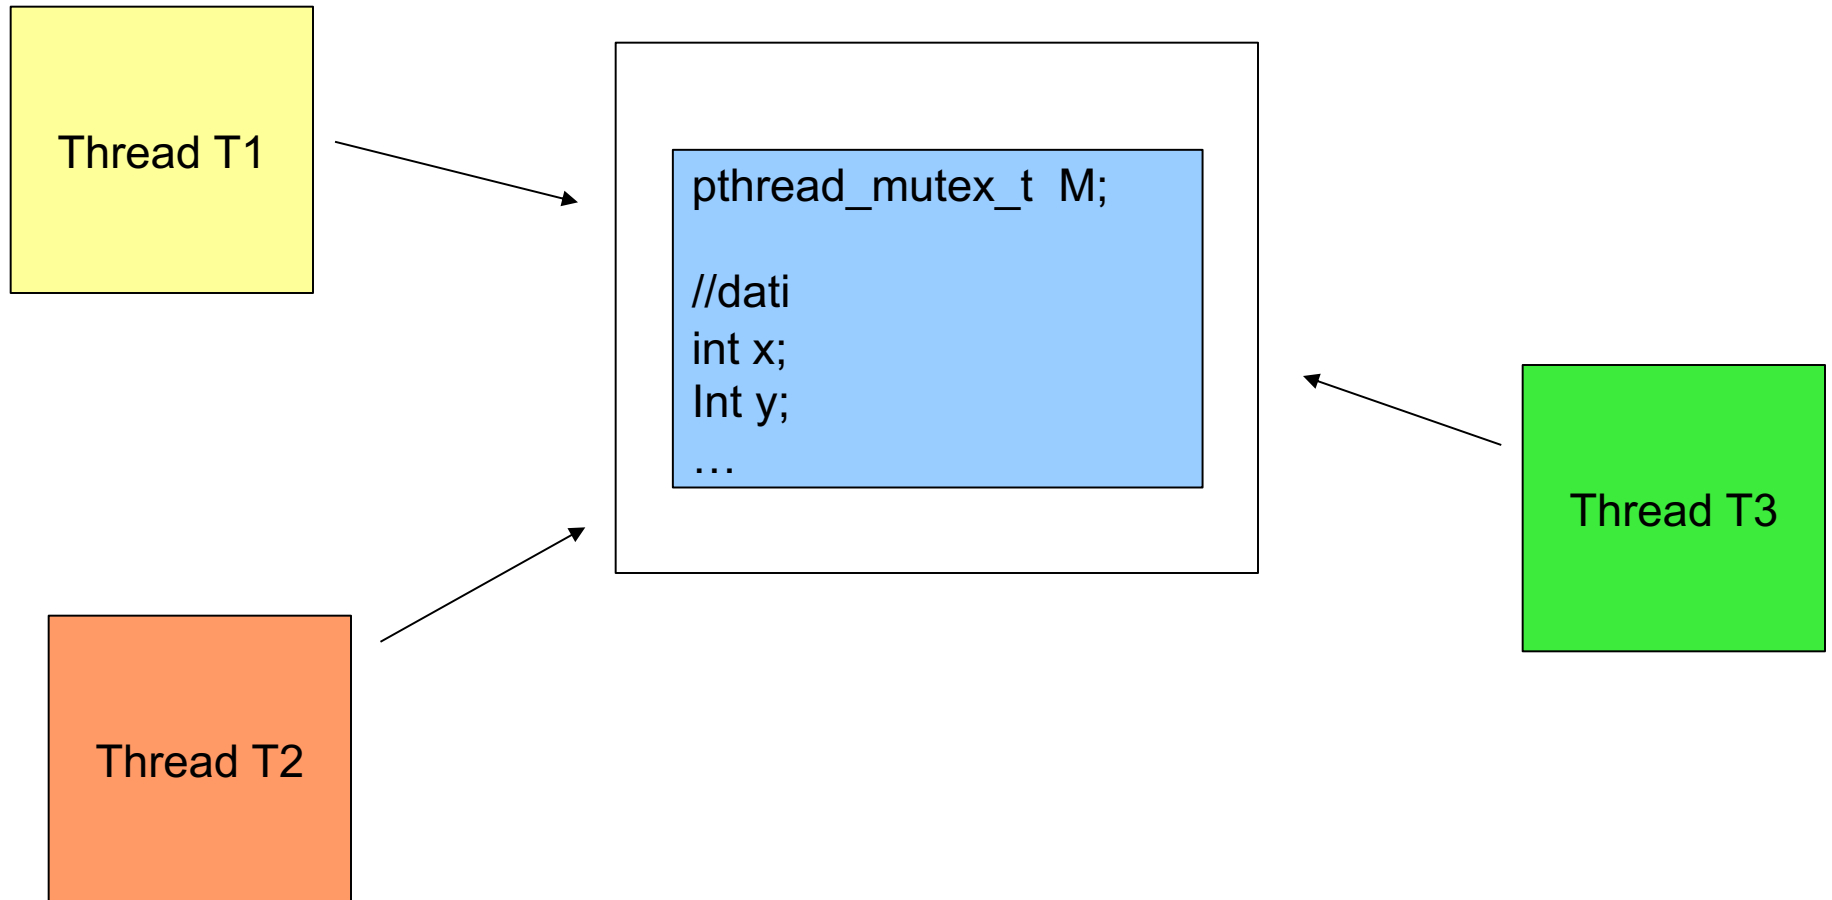 Thread T1
pthread_mutex_t M;
//dati
int x;
Int y;
…
Thread T3
Thread T2